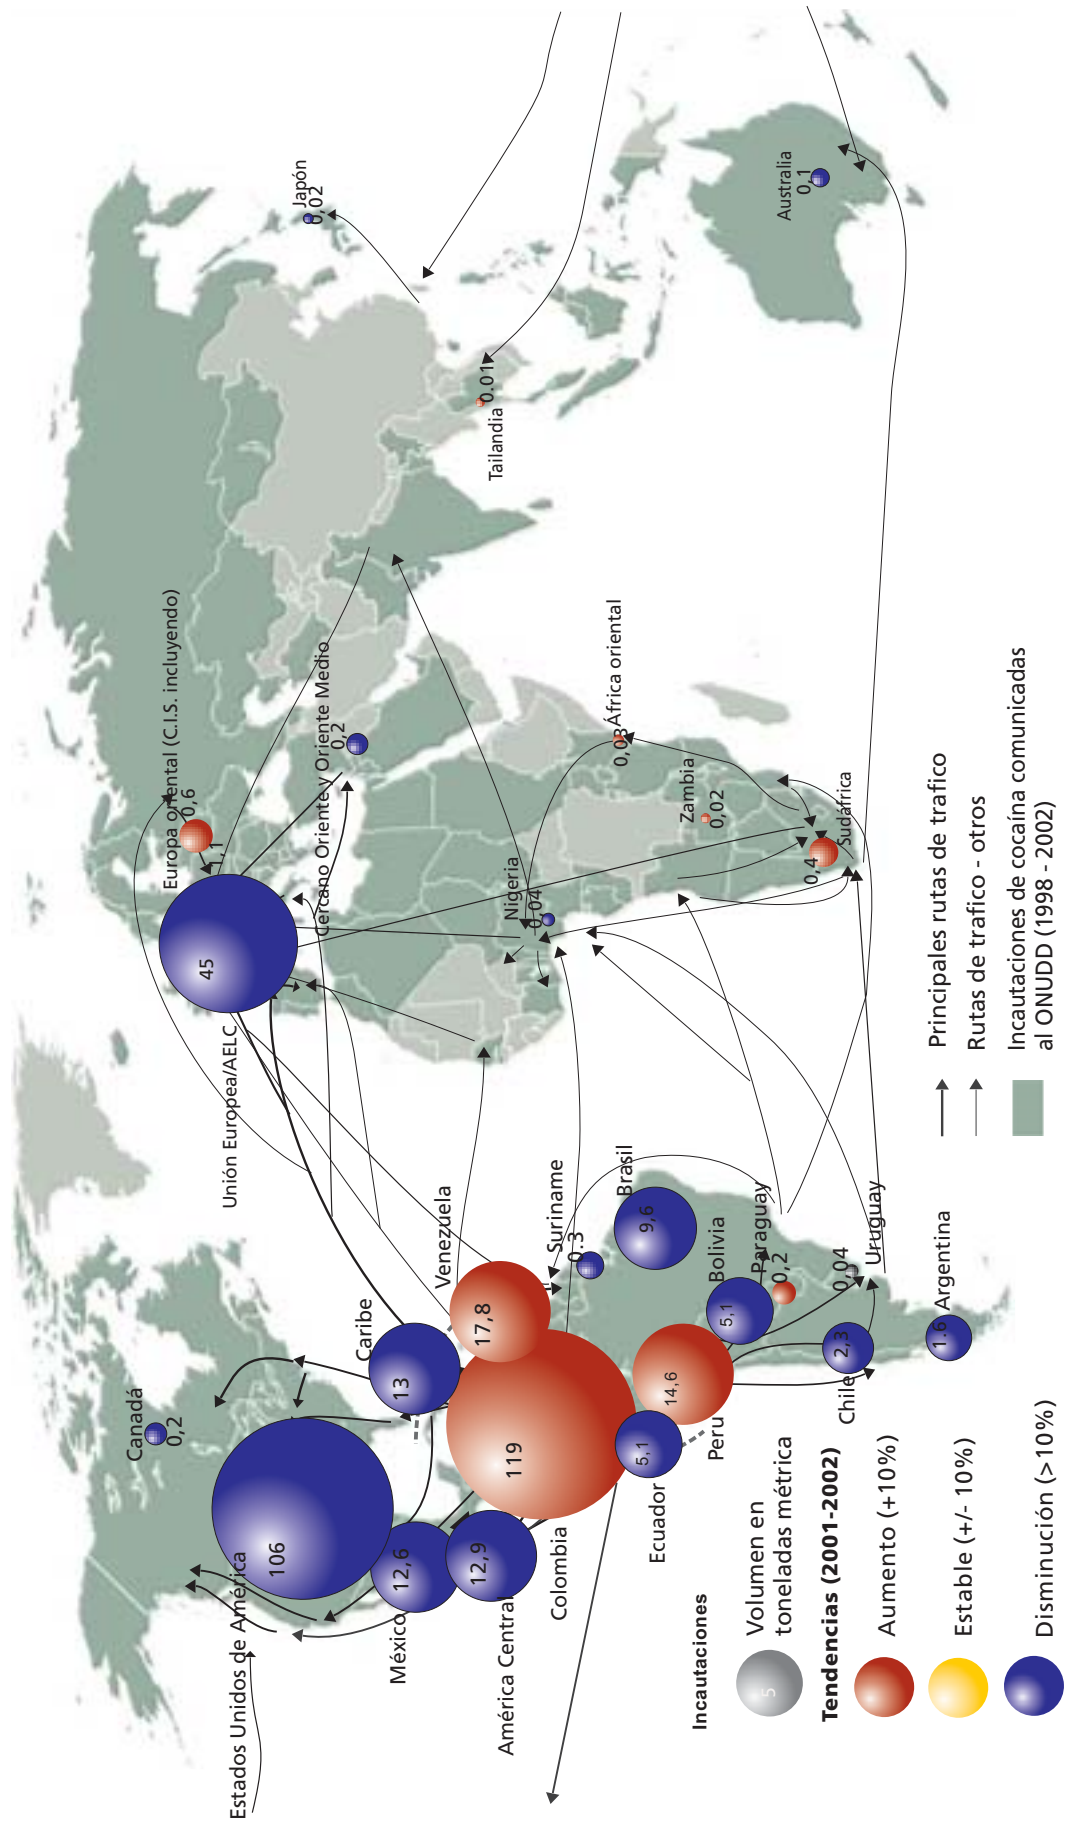 Canadá
0,2
Estados Unidos de América
106
México
12,6
América Central
12,9
Caribe
13
Venezuela
17,8
Colombia
119
Ecuador
5,1
Peru
14,6
Suriname
0.3
Brasil
9,6
Bolivia
5,1
Paraguay
0,2
Uruguay
0,04
Chile
2,3
Argentina
1.6
Unión Europea/AELC
45
Europa oriental (C.I.S. incluyendo)
0,6
1,1
Cercano Oriente y Oriente Medio
0,2
Nigeria
0,04
África oriental
0,03
Zambia
0,02
Sudáfrica
0,4
Japón
0,02
Tailandia
0.01
Australia
0,1
Incautaciones
5
Volumen en
toneladas métrica
Tendencias (2001-2002)
Aumento (+10%)
Estable (+/- 10%)
Disminución (>10%)
Principales rutas de trafico
Rutas de trafico - otros
Incautaciones de cocaína comunicadas
al ONUDD (1998 - 2002)